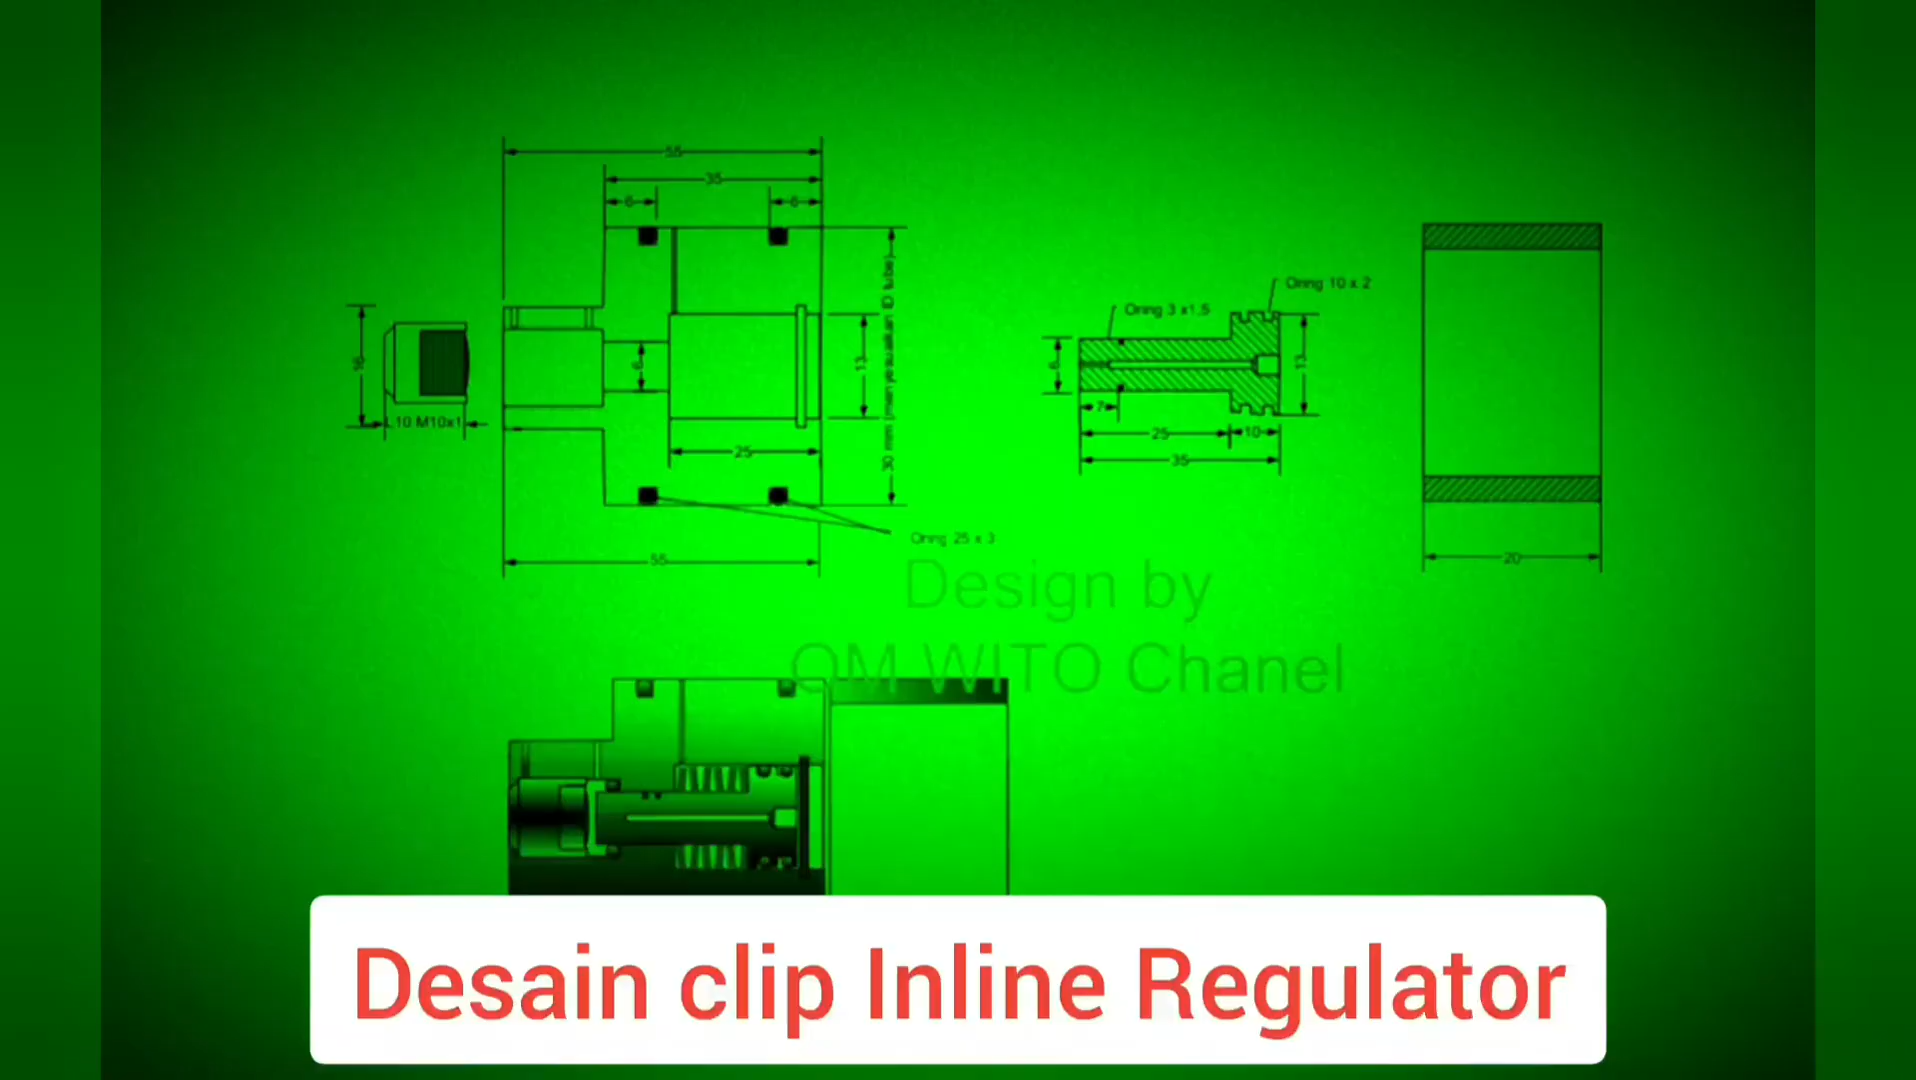 55
35
6
6
Oring 10 x 2
Oring 3 x1.5
16
6
13
30 mm (menyesuaikan ID tube)
6
13
L10 M10x1
7
25
10
25
35
Oring 25 x 3
55
20
Design by
OM WITO Chanel
Desain clip Inline Regulator